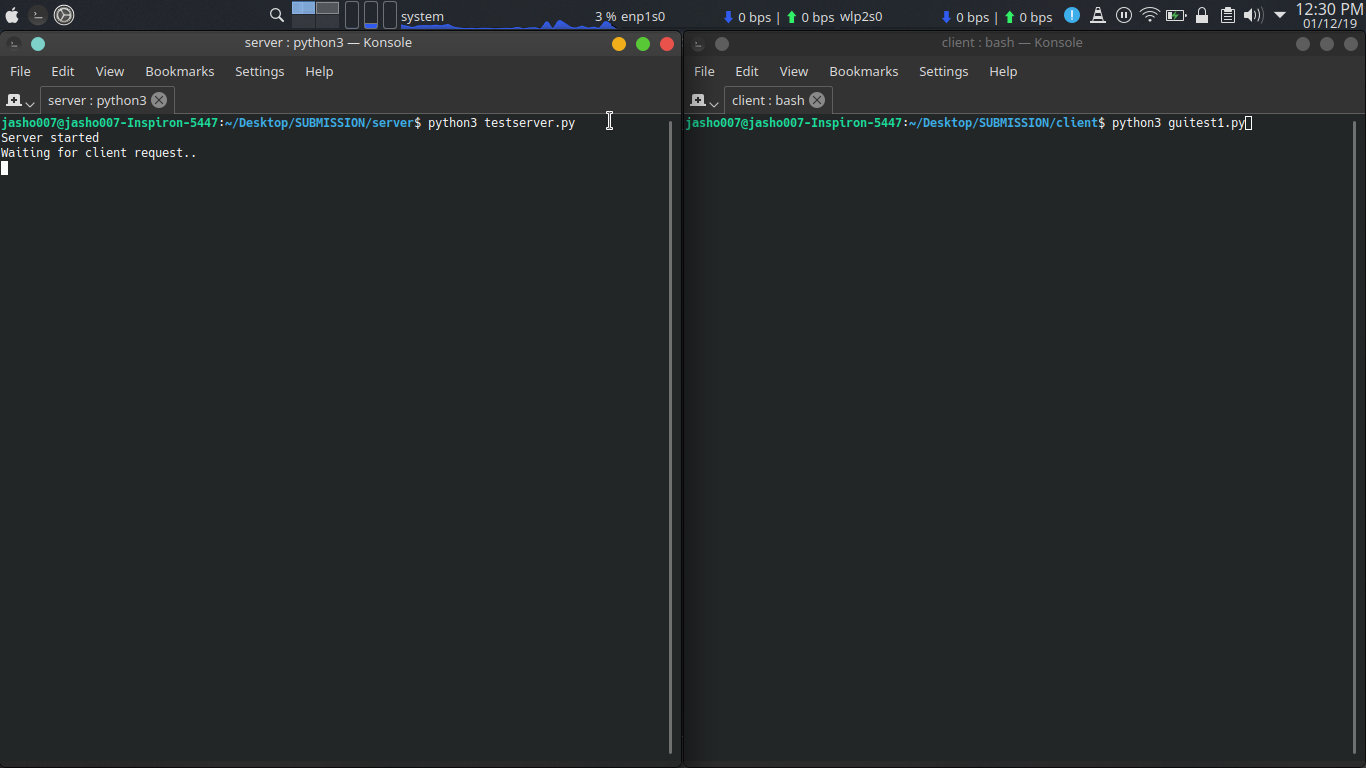 system
3 % enp1s0
0 bps | 0 bps wlp2s0
0 bps | 0 bps
12:30 PM
01/12/19
server : python3 — Konsole
File Edit View Bookmarks Settings Help
server : python3
jasho007@jasho007-Inspiron-5447:~/Desktop/SUBMISSION/server$ python3 testserver.py
Server started
Waiting for client request..
client : bash — Konsole
File Edit View Bookmarks Settings Help
client : bash
jasho007@jasho007-Inspiron-5447:~/Desktop/SUBMISSION/client$ python3 guitest1.py